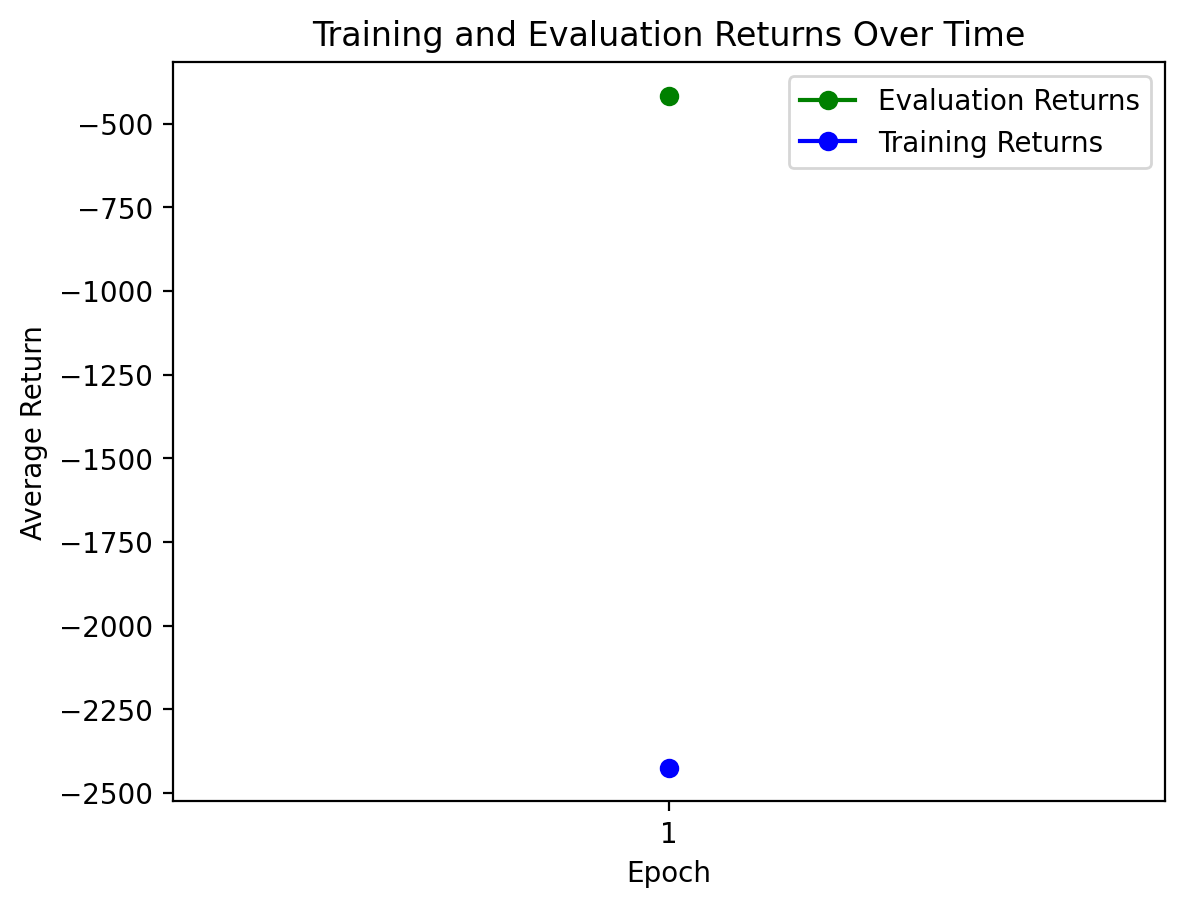 Training and Evaluation Returns Over Time
Evaluation Returns
Training Returns
−500
−750
−1000
−1250
−1500
−1750
−2000
−2250
−2500
Average Return
1
Epoch